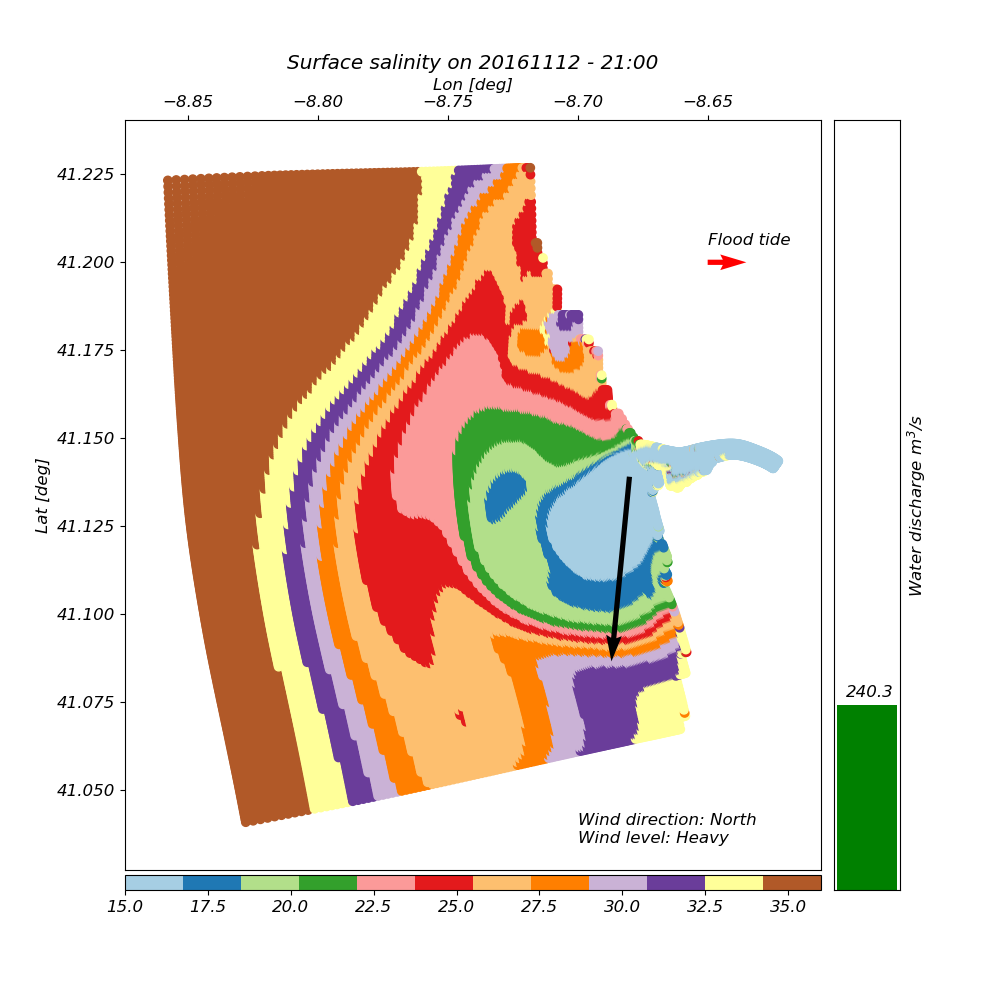 Surface salinity on 20161112 - 21:00
Lon [deg]
−8.85 −8.80 −8.75 −8.70 −8.65
41.225
41.200
41.175
41.150
41.125
41.100
41.075
41.050
Lat [deg]
Flood tide
Wind direction: North
Wind level: Heavy
240.3
Water discharge m³/s
15.0 17.5 20.0 22.5 25.0 27.5 30.0 32.5 35.0